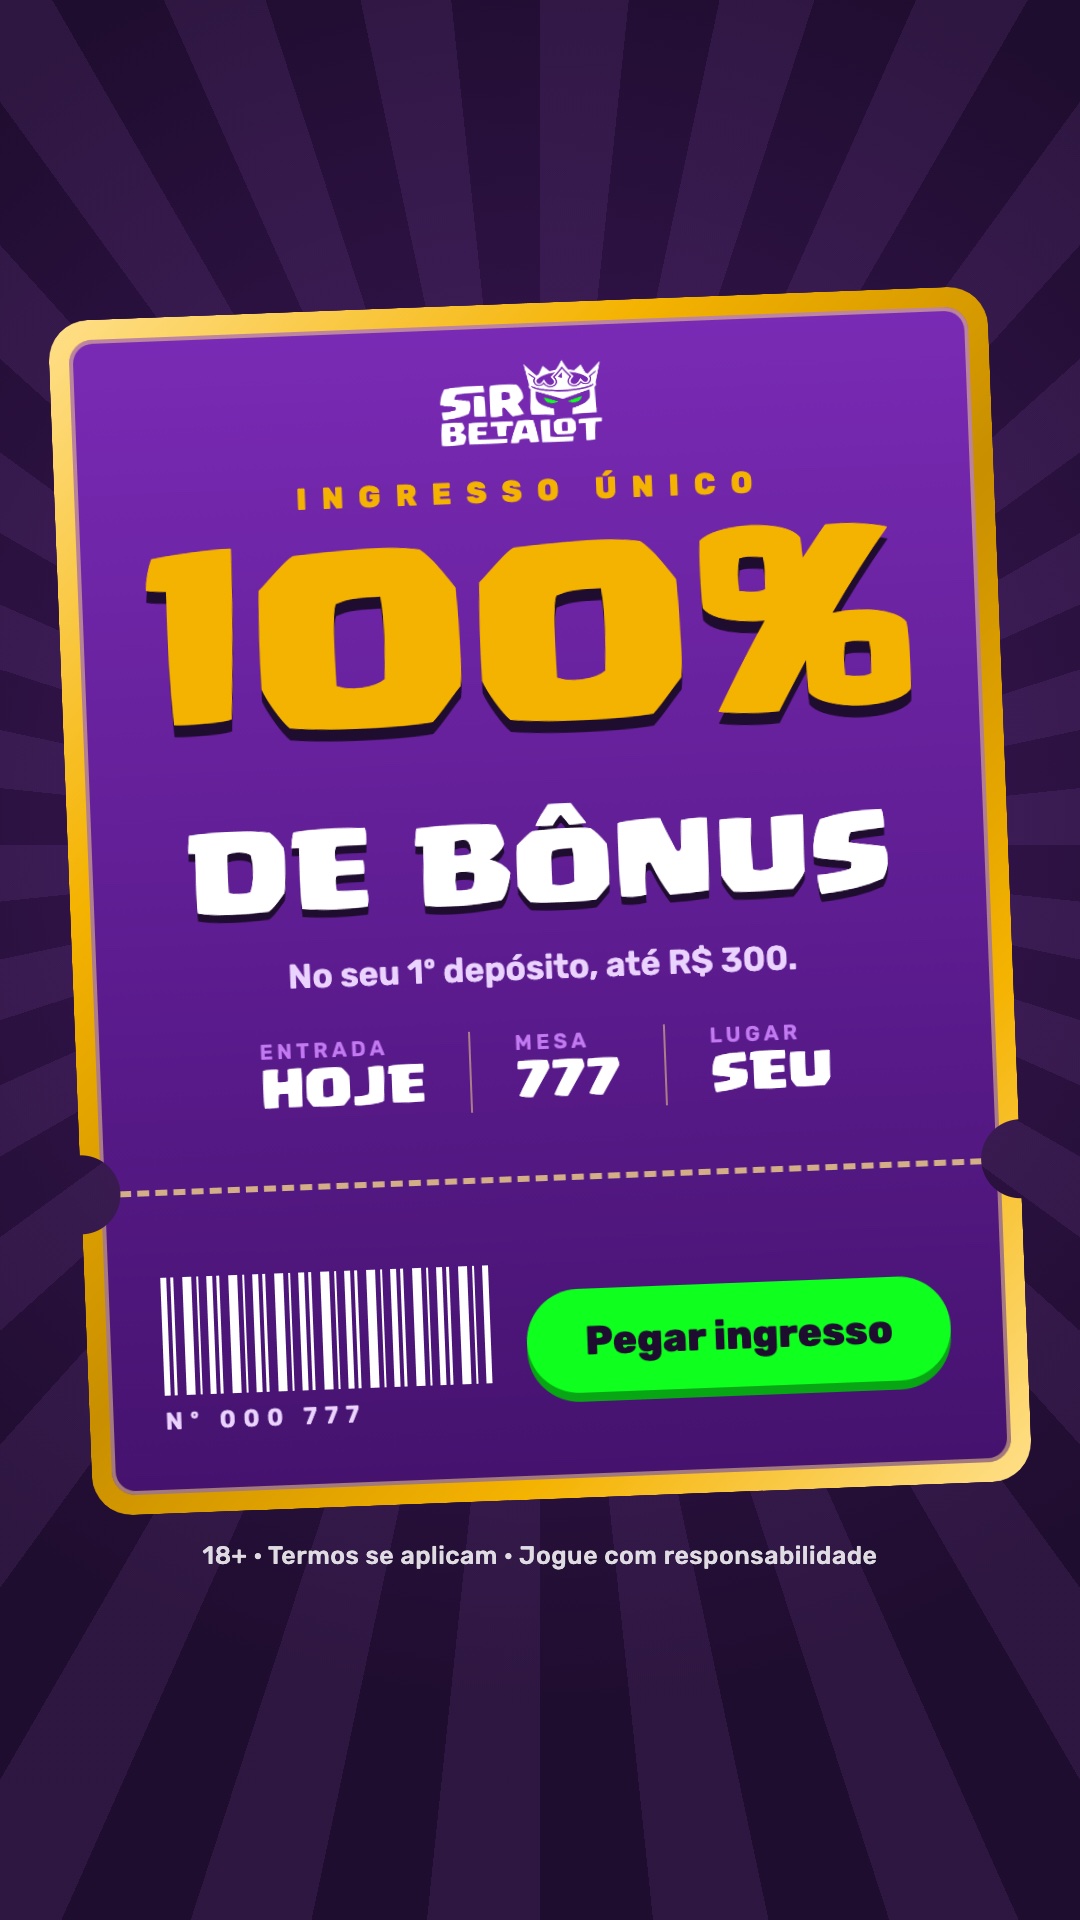 SIR
BETALOT
INGRESSO ÚNICO
100%
DE BÔNUS
No seu 1º depósito, até R$ 300.
ENTRADA MESA LUGAR
HOJE 777 SEU
Pegar ingresso
Nº 000 777
18+ • Termos se aplicam • Jogue com responsabilidade